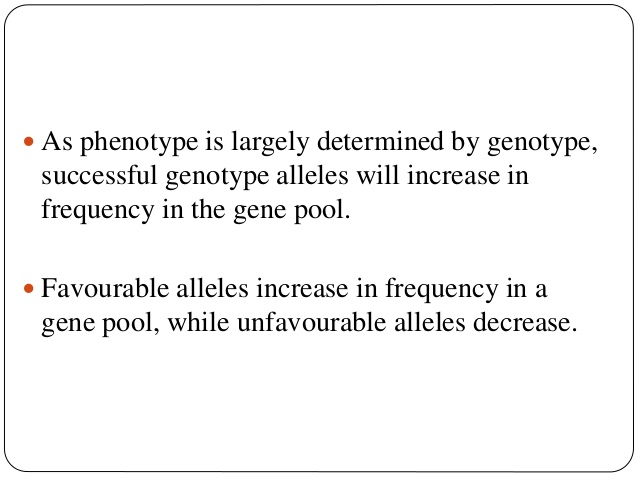 • As phenotype is largely determined by genotype,
successful genotype alleles will increase in
frequency in the gene pool.
• Favourable alleles increase in frequency in a
gene pool, while unfavourable alleles decrease.